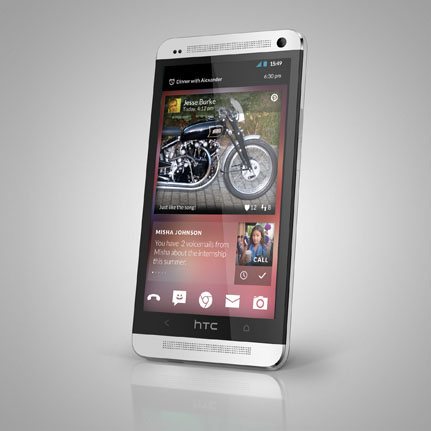 15:49
Dinner with Alexander
6:30 pm
Jesse Burke
Today, 4:12 pm
Just like the song!
12 8
MISHA JOHNSON
You have 2 voicemails from
Misha about the internship
this summer.
CALL
hTC